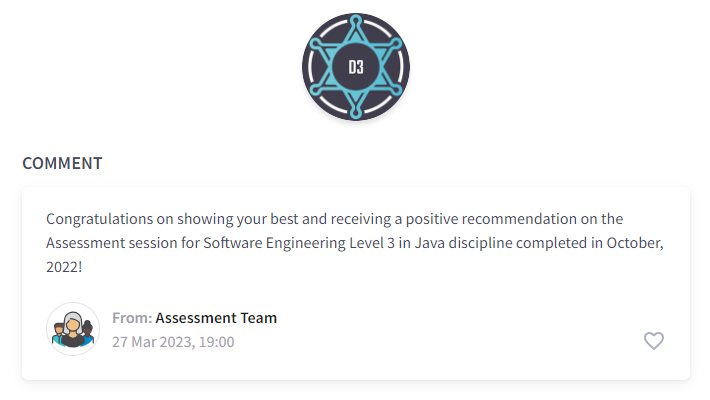 D3
COMMENT
Congratulations on showing your best and receiving a positive recommendation on the
Assessment session for Software Engineering Level 3 in Java discipline completed in October,
2022!
From: Assessment Team
27 Mar 2023, 19:00